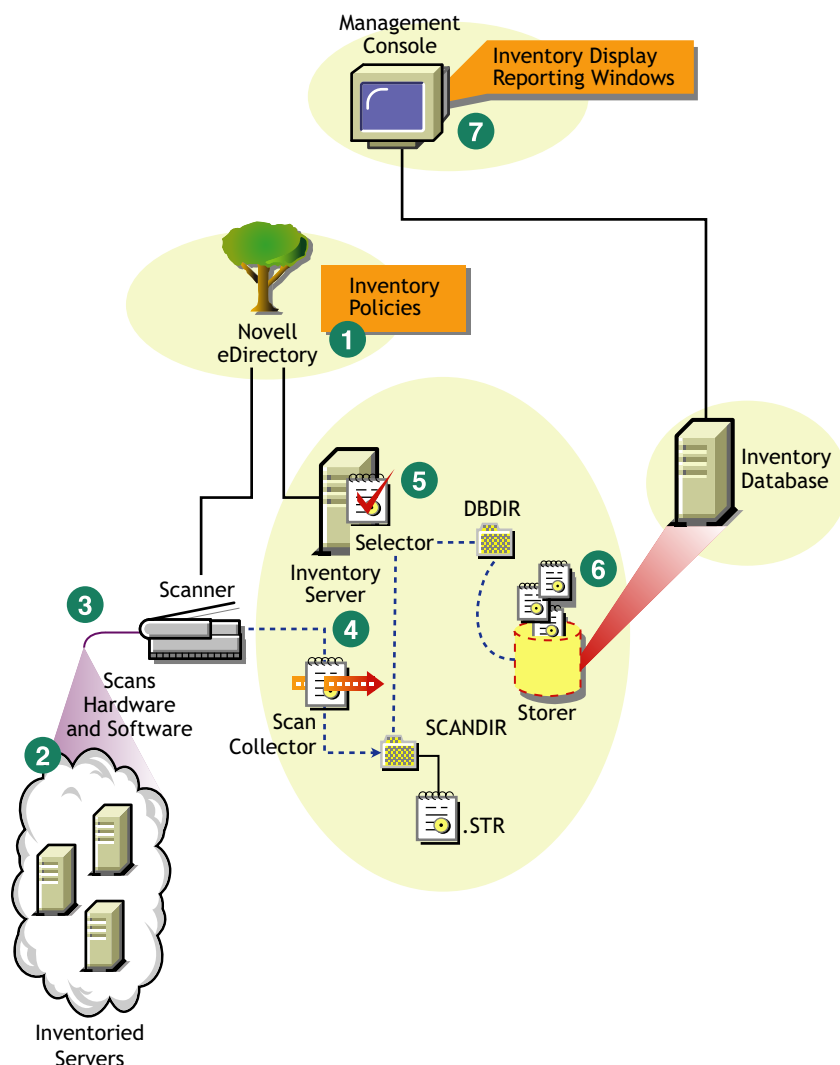 Management
Console
Inventory Display
Reporting Windows
7
Inventory
Policies
Novell
eDirectory
1
5
DBDIR
Inventory
Database
Selector
Inventory
Server
6
Scanner
3
4
Scans
Hardware
and Software
Scan
Collector
SCANDIR
Storer
2
.STR
Inventoried
Servers